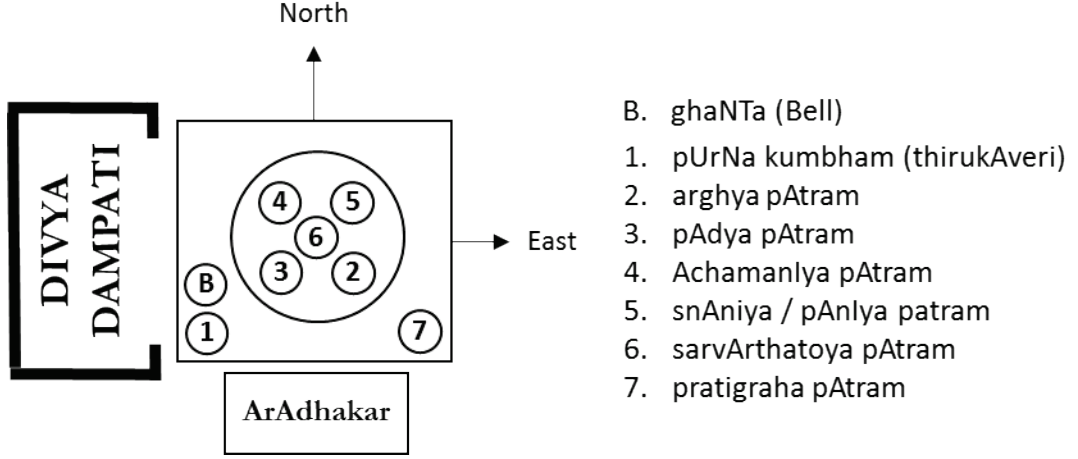 North
DIVYA
DAMPATI
4
5
6
3
2
B
1
7
East
ArAdhakar
B. ghaNTa (Bell)
1. pUrNa kumbham (thirukAveri)
2. arghya pAtram
3. pAdya pAtram
4. AchamanIya pAtram
5. snAniya / pAnIya patram
6. sarvArthatoya pAtram
7. pratigraha pAtram